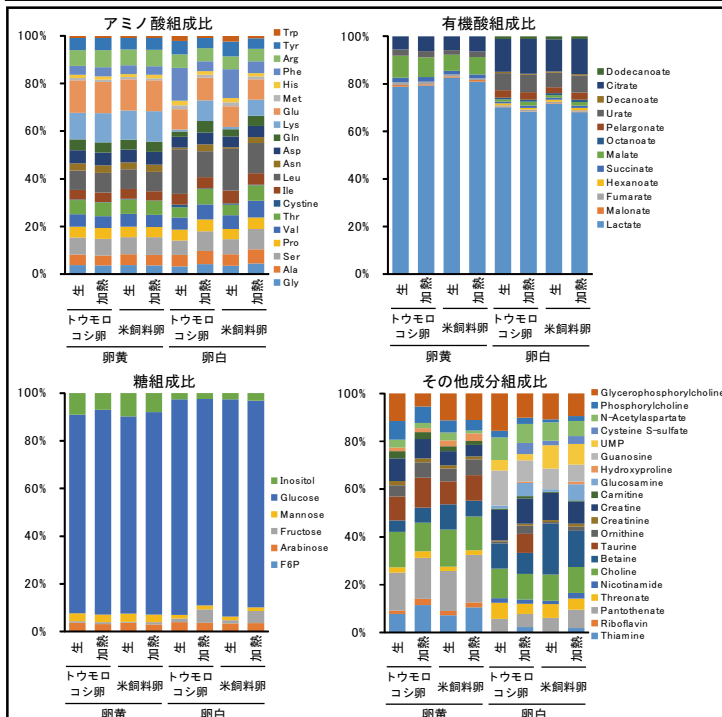 アミノ酸組成比
100%
80%
60%
40%
20%
0%
Trp
Tyr
Arg
Phe
His
Met
Glu
Lys
Gln
Asp
Asn
Leu
Ile
Cystine
Thr
Val
Pro
Ser
Ala
Gly
生
加熱
生
加熱
生
加熱
生
加熱
トウモロ
コシ卵
米飼料卵
トウモロ
コシ卵
米飼料卵
卵黄
卵白
有機酸組成比
100%
80%
60%
40%
20%
0%
Dodecanoate
Citrate
Decanoate
Urate
Pelargonate
Octanoate
Malate
Succinate
Hexanoate
Fumarate
Malonate
Lactate
生
加熱
生
加熱
生
加熱
生
加熱
トウモロ
コシ卵
米飼料卵
トウモロ
コシ卵
米飼料卵
卵黄
卵白
糖組成比
100%
80%
60%
40%
20%
0%
Inositol
Glucose
Mannose
Fructose
Arabinose
F6P
生
加熱
生
加熱
生
加熱
生
加熱
トウモロ
コシ卵
米飼料卵
トウモロ
コシ卵
米飼料卵
卵黄
卵白
その他成分組成比
100%
80%
60%
40%
20%
0%
Glycerophosphorylcholine
Phosphorylcholine
N-Acetylaspartate
Cysteine S-sulfate
UMP
Guanosine
Hydroxyproline
Glucosamine
Carnitine
Creatine
Creatinine
Ornithine
Taurine
Betaine
Choline
Nicotinamide
Threonate
Pantothenate
Riboflavin
Thiamine
生
加熱
生
加熱
生
加熱
生
加熱
トウモロ
コシ卵
米飼料卵
トウモロ
コシ卵
米飼料卵
卵黄
卵白